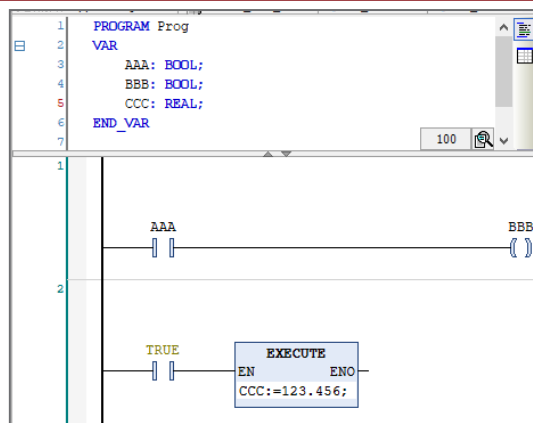 1 PROGRAM Prog
2 VAR
3 AAA: BOOL;
4 BBB: BOOL;
5 CCC: REAL;
6 END_VAR
7
100
1
AAA BBB
2
TRUE
EXECUTE
EN ENO
CCC:=123.456;